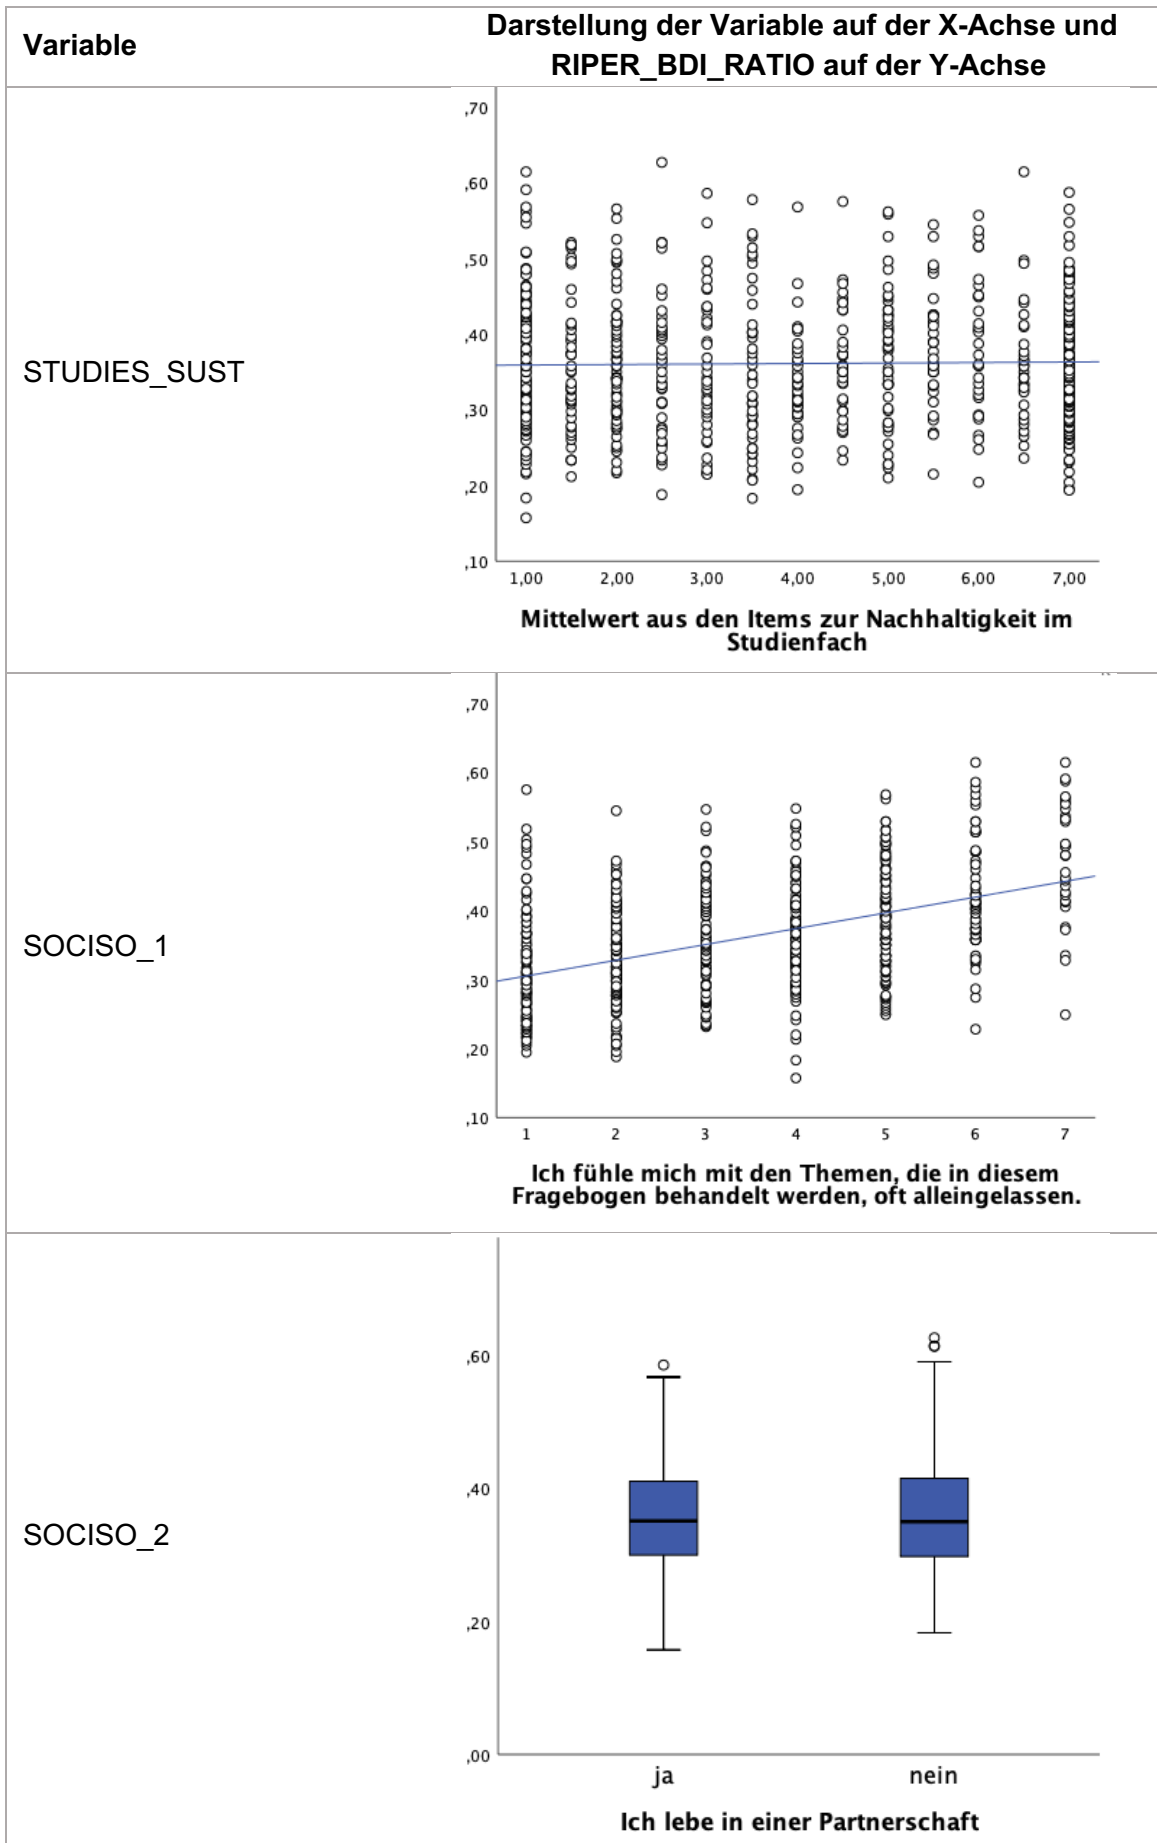 Variable
Darstellung der Variable auf der X-Achse und
RIPER_BDI_RATIO auf der Y-Achse
STUDIES_SUST
,70
,60
,50
,40
,30
,20
,10
1,00 2,00 3,00 4,00 5,00 6,00 7,00
Mittelwert aus den Items zur Nachhaltigkeit im
Studienfach
SOCISO_1
,70
,60
,50
,40
,30
,20
,10
1 2 3 4 5 6 7
Ich fühle mich mit den Themen, die in diesem
Fragebogen behandelt werden, oft alleingelassen.
SOCISO_2
,60
,40
,20
,00
ja nein
Ich lebe in einer Partnerschaft